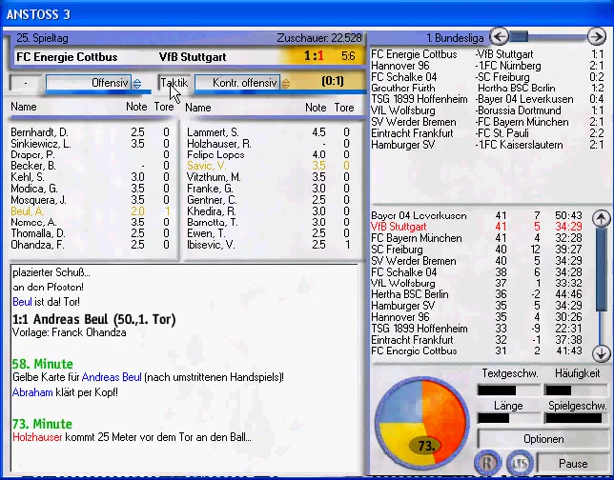 ANSTOSS 3
25. Spieltag
Zuschauer: 22.528
FC Energie Cottbus
VfB Stuttgart
1:1
5:6
-
Offensiv
Taktik
Kontr. offensiv
(0:1)
Name Note Tore
Name Note Tore
Bernhardt, D. 2.5 0
Sinkiewicz, L. 3.5 0
Draper, P. 0
Becker, B. - 0
Kehl, S. 3.0 0
Modica, G. 3.5 0
Mosquera, J. 3.5 0
Beul, A. 2.0 1
3.5 0
Thomalla, D. 2.5 0
Ohandza, F. 2.5 0
Lammert, S. 4.5 0
Holzhauser, R. - 0
Felipe Lopes 4.0 0
Savic, V. 3.5 0
Vitzthum, M. 3.5 0
Franke, G. 3.0 0
Gentner, C. 2.5 0
Khedira, R. 3.0 0
Barnetta, T. 3.0 0
Ewen, T. 2.5 0
Ibisevic, V. 2.5 1
plazierter Schuß...
an den Pfosten!
Beul ist da! Tor!
1:1 Andreas Beul (50.,1. Tor)
Vorlage: Franck Ohandza
58. Minute
Gelbe Karte für Andreas Beul (nach umstrittenen Handspiels)!
Abraham klärt per Kopf!
73. Minute
Holzhauser kommt 25 Meter vor dem Tor an den Ball...
1. Bundesliga
FC Energie Cottbus -VfB Stuttgart 1:1
Hannover 96 -1.FC Nürnberg 2:1
FC Schalke 04 -SC Freiburg 0:2
Greuther Fürth -Hertha BSC Berlin 1:2
TSG 1899 Hoffenheim -Bayer 04 Leverkusen 0:4
VfL Wolfsburg -Borussia Dortmund 1:1
SV Werder Bremen -FC Bayern München 2:1
Eintracht Frankfurt -FC St. Pauli 2:2
Hamburger SV -1.FC Kaiserslautern 2:1
Bayer 04 Leverkusen 41 7 50:43
VfB Stuttgart 41 5 34:29
FC Bayern München 41 4 32:28
SC Freiburg 40 12 39:27
SV Werder Bremen 40 5 34:29
FC Schalke 04 38 6 34:28
VfL Wolfsburg 37 1 33:32
Hertha BSC Berlin 36 -2 44:46
Hamburger SV 35 5 34:29
Hannover 96 35 4 30:26
TSG 1899 Hoffenheim 33 -9 22:31
Eintracht Frankfurt 32 -1 37:38
FC Energie Cottbus 31 2 41:43
73.
Textgeschw.
Häufigkeit
Länge
Spielgeschw.
Optionen
R
LTS
Pause